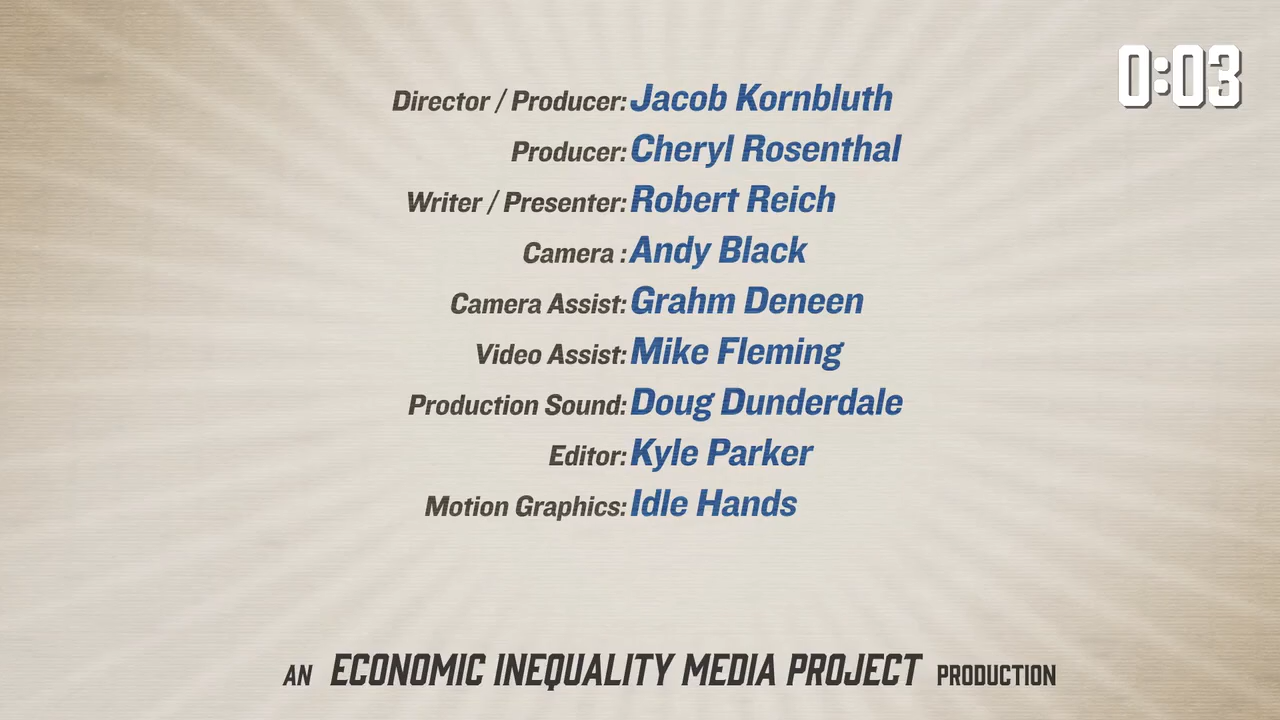 0:03
Director / Producer: Jacob Kornbluth
Producer: Cheryl Rosenthal
Writer / Presenter: Robert Reich
Camera : Andy Black
Camera Assist: Grahm Deneen
Video Assist: Mike Fleming
Production Sound: Doug Dunderdale
Editor: Kyle Parker
Motion Graphics: Idle Hands
AN ECONOMIC INEQUALITY MEDIA PROJECT PRODUCTION